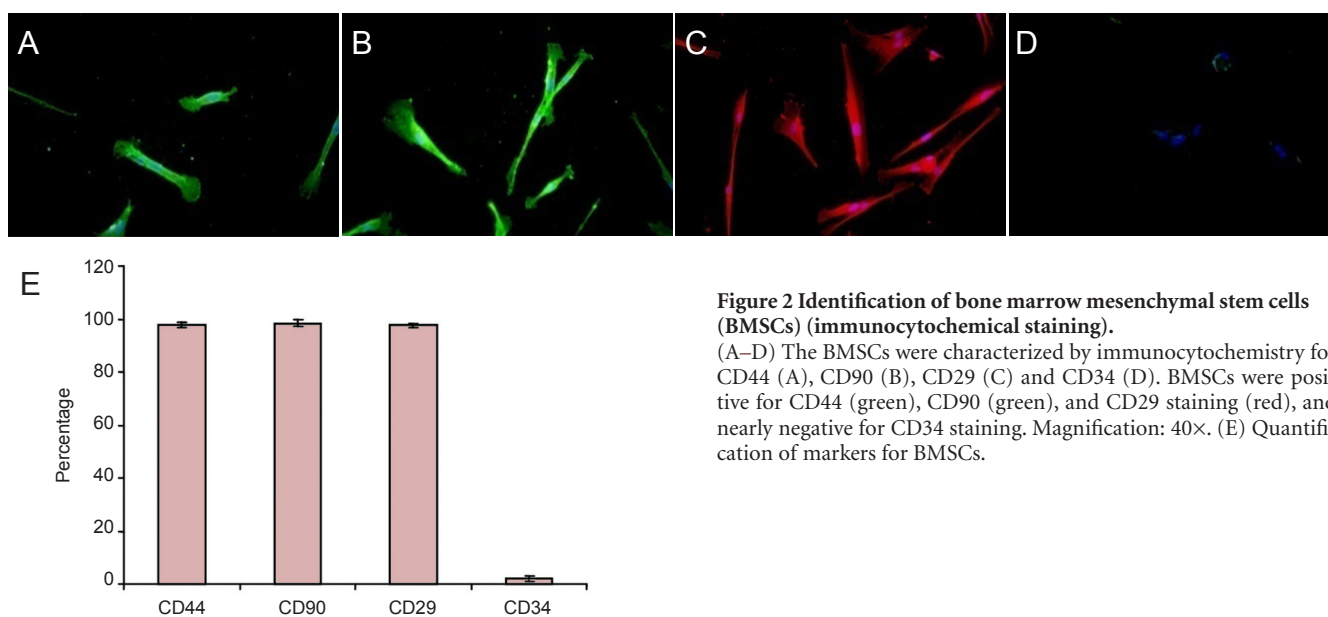 A
B
C
D
E
120
100
80
60
40
20
0
Percentage
CD44
CD90
CD29
CD34
Figure 2 Identification of bone marrow mesenchymal stem cells
(BMSCs) (immunocytochemical staining).
(A–D) The BMSCs were characterized by immunocytochemistry fo
CD44 (A), CD90 (B), CD29 (C) and CD34 (D). BMSCs were posi
tive for CD44 (green), CD90 (green), and CD29 staining (red), and
nearly negative for CD34 staining. Magnification: 40×. (E) Quantifi
cation of markers for BMSCs.